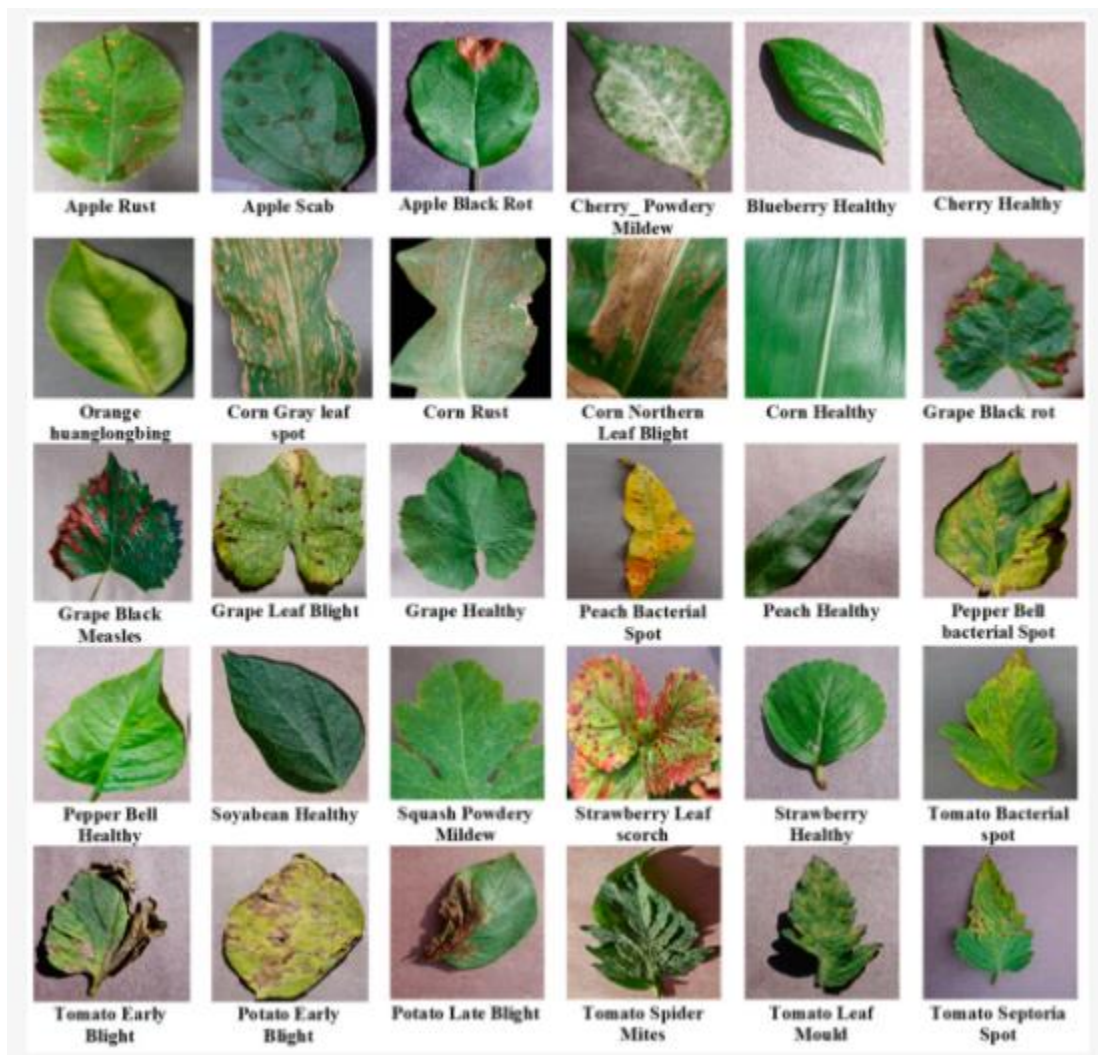 Apple Rust
Apple Scab
Apple Black Rot
Cherry_ Powdery
Mildew
Blueberry Healthy
Cherry Healthy
Orange
huanglongbing
Corn Gray leaf
spot
Corn Rust
Corn Northern
Leaf Blight
Corn Healthy
Grape Black rot
Grape Black
Measles
Grape Leaf Blight
Grape Healthy
Peach Bacterial
Spot
Peach Healthy
Pepper Bell
bacterial Spot
Pepper Bell
Healthy
Soyabean Healthy
Squash Powdery
Mildew
Strawberry Leaf
scorch
Strawberry
Healthy
Tomato Bacterial
spot
Tomato Early
Blight
Potato Early
Blight
Potato Late Blight
Tomato Spider
Mites
Tomato Leaf
Mould
Tomato Septoria
Spot